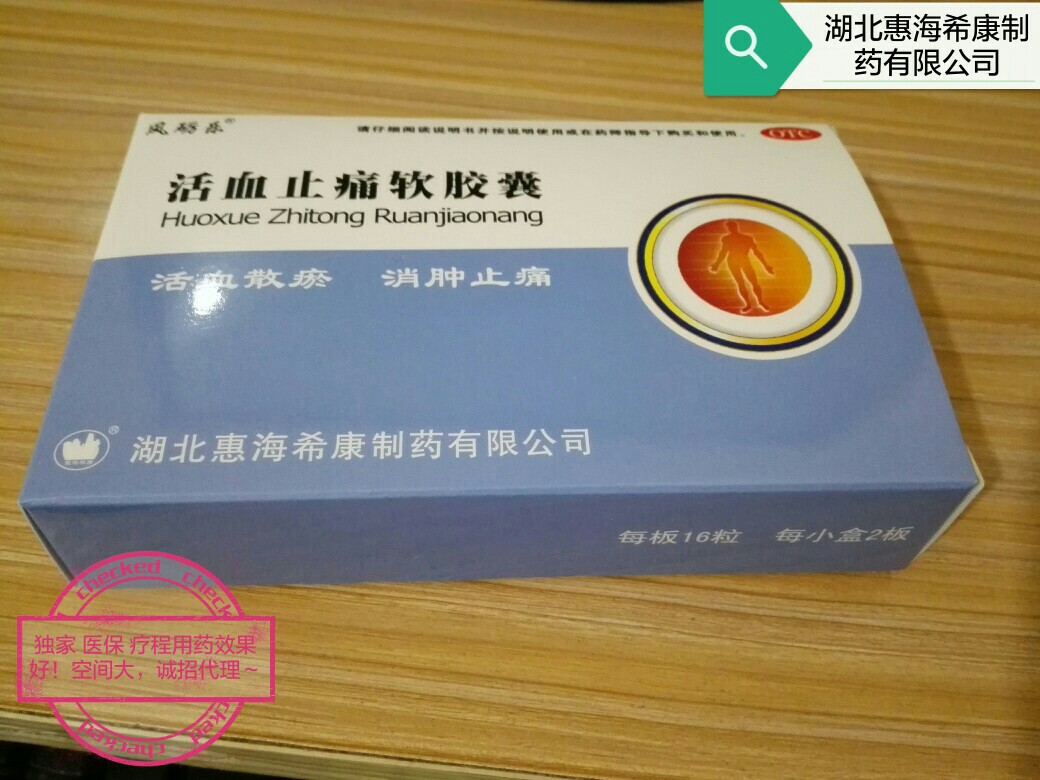 湖北惠海希康制
药有限公司
风砺乐®
请仔细阅读说明书并按说明使用或在药师指导下购买和使用。
OTC
活血止痛软胶囊
Huoxue Zhitong Ruanjiaonang
活血散瘀 消肿止痛
® 湖北惠海希康制药有限公司
每板16粒 每小盒2板
checked checked
独家 医保 疗程用药效果
好！空间大，诚招代理~
checked checked